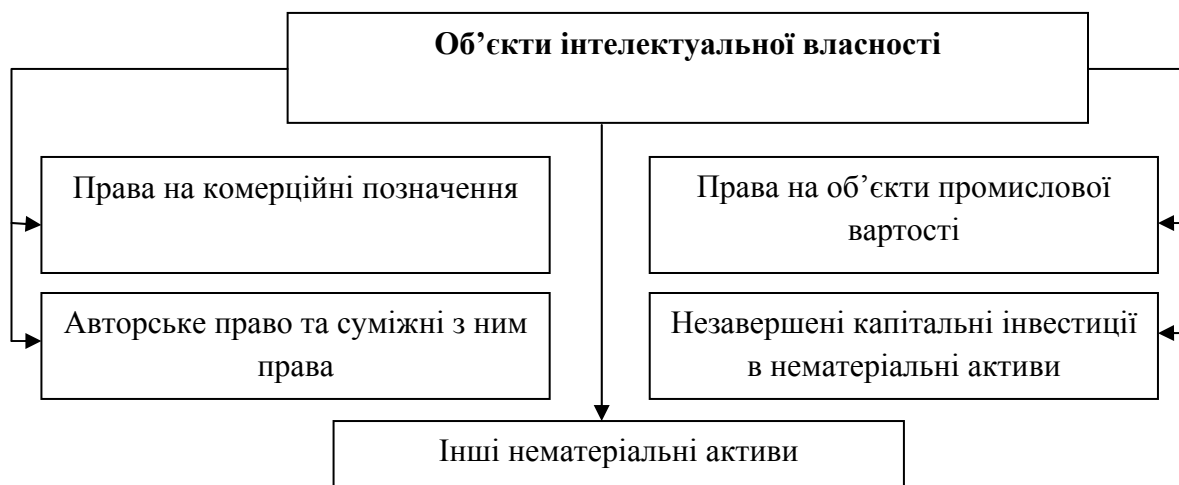 Об’єкти інтелектуальної власності
Права на комерційні позначення
Права на об’єкти промислової
вартості
Авторське право та суміжні з ним
права
Незавершені капітальні інвестиції
в нематеріальні активи
Інші нематеріальні активи